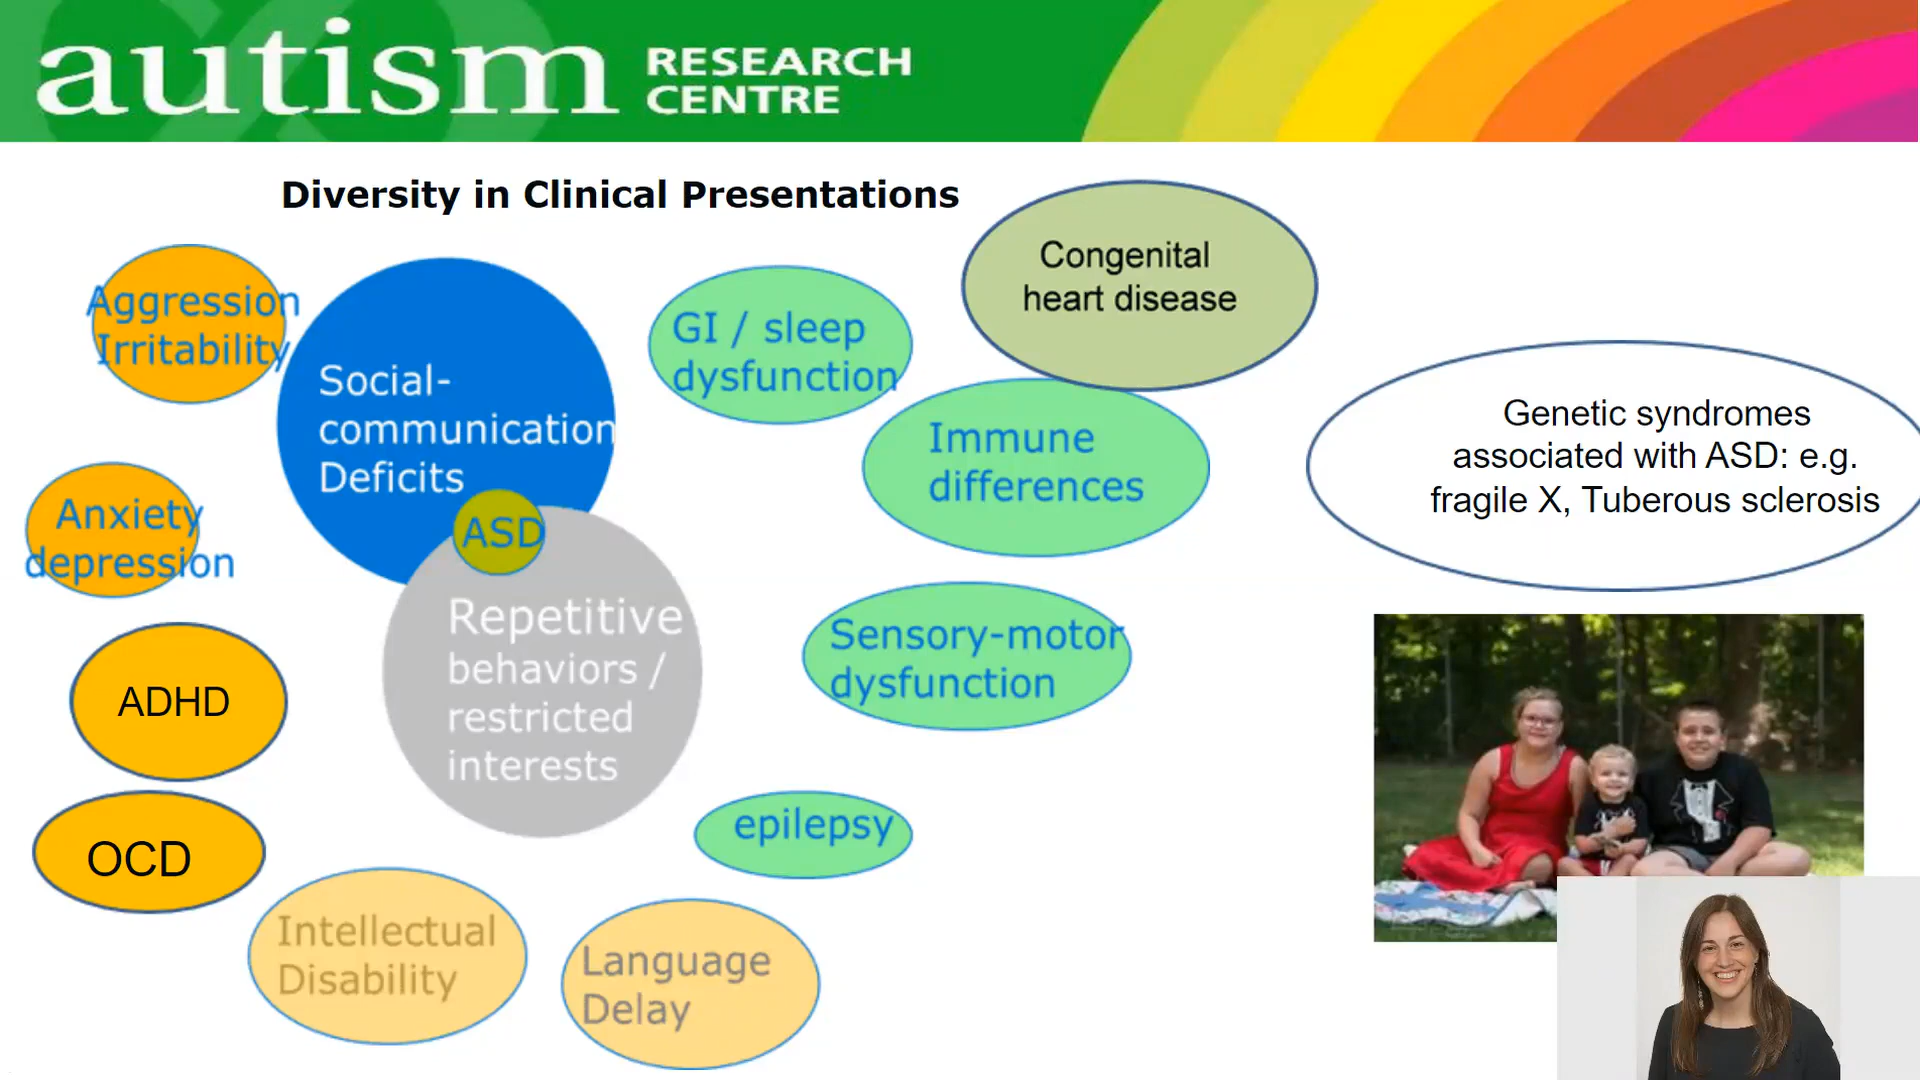 autism RESEARCH
CENTRE
Diversity in Clinical Presentations
Aggression
Irritability
Social-
communication
Deficits
GI / sleep
dysfunction
Congenital
heart disease
Immune
differences
Genetic syndromes
associated with ASD: e.g.
fragile X, Tuberous sclerosis
Anxiety
depression
ASD
Repetitive
behaviors /
restricted
interests
Sensory-motor
dysfunction
ADHD
OCD
epilepsy
Intellectual
Disability
Language
Delay